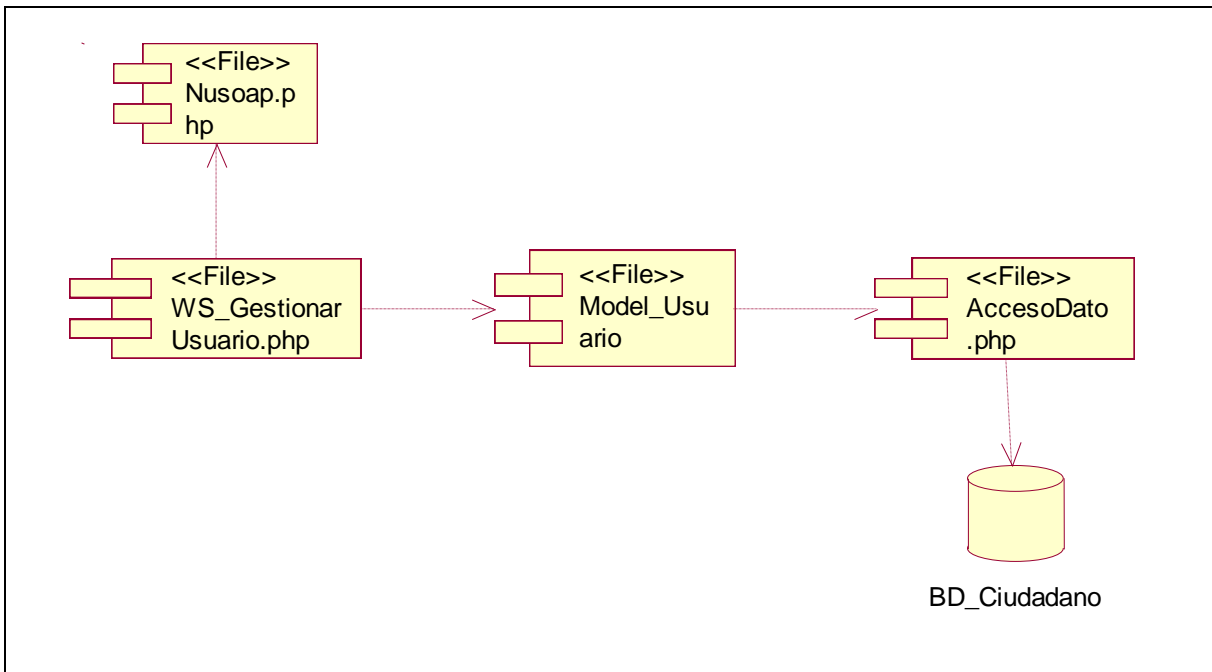 <<File>>
Nusoap.p
hp
<<File>>
WS_Gestionar
Usuario.php
<<File>>
Model_Usu
ario
<<File>>
AccesoDato
.php
BD_Ciudadano